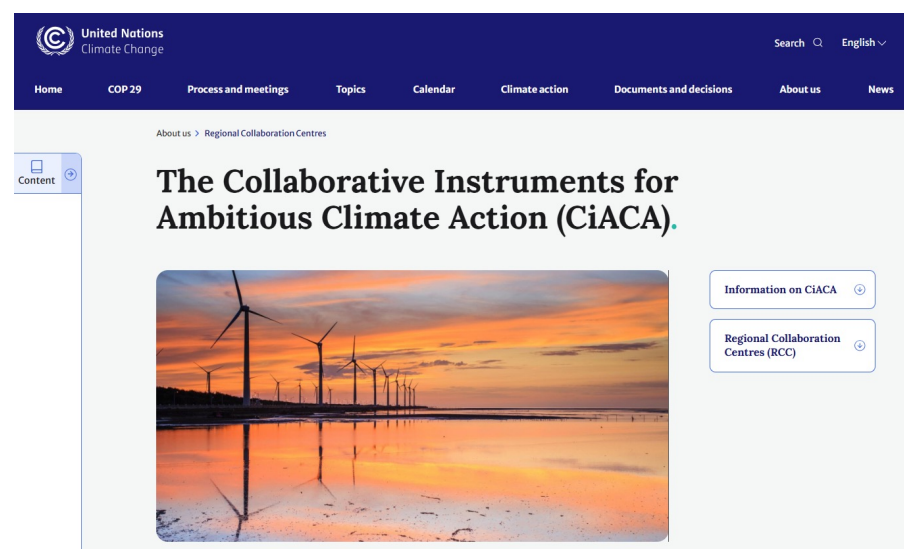 United Nations
Climate Change
Search
English
Home
COP 29
Process and meetings
Topics
Calendar
Climate action
Documents and decisions
About us
News
About us > Regional Collaboration Centres
Content
The Collaborative Instruments for
Ambitious Climate Action (CiACA).
Information on CiACA
Regional Collaboration
Centres (RCC)